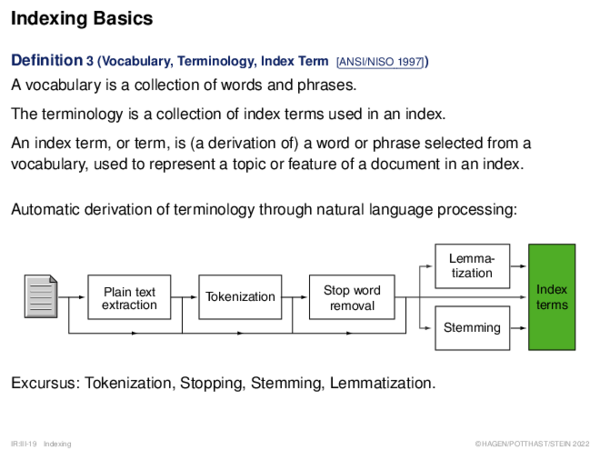 Indexing Basics
Definition 3 (Vocabulary, Terminology, Index Term [ANSI/NISO 1997])
A vocabulary is a collection of words and phrases.
The terminology is a collection of index terms used in an index.
An index term, or term, is (a derivation of) a word or phrase selected from a
vocabulary, used to represent a topic or feature of a document in an index.
Automatic derivation of terminology through natural language processing:
Plain text
extraction
Tokenization
Stop word
removal
Lemma-
tization
Stemming
Index
terms
Excursus: Tokenization, Stopping, Stemming, Lemmatization.
IR:III-19 Indexing
©HAGEN/POTTHAST/STEIN 2022